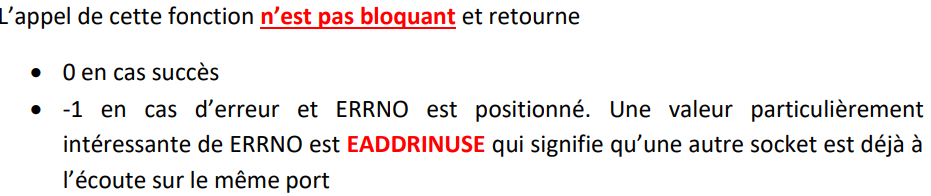 L’appel de cette fonction n’est pas bloquant et retourne
• 0 en cas succès
• -1 en cas d’erreur et ERRNO est positionné. Une valeur particulièrement
intéressante de ERRNO est EADDRINUSE qui signifie qu’une autre socket est déjà à
l’écoute sur le même port